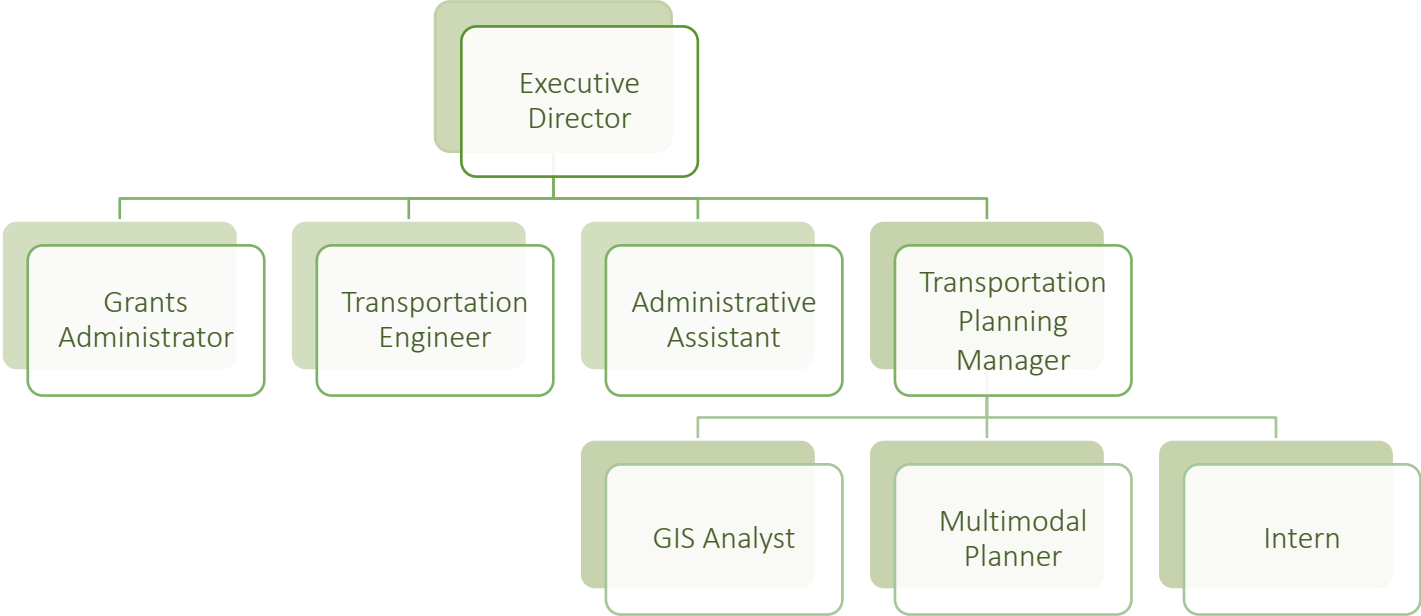 Executive
Director
Grants
Administrator
Transportation
Engineer
Administrative
Assistant
Transportation
Planning
Manager
GIS Analyst
Multimodal
Planner
Intern